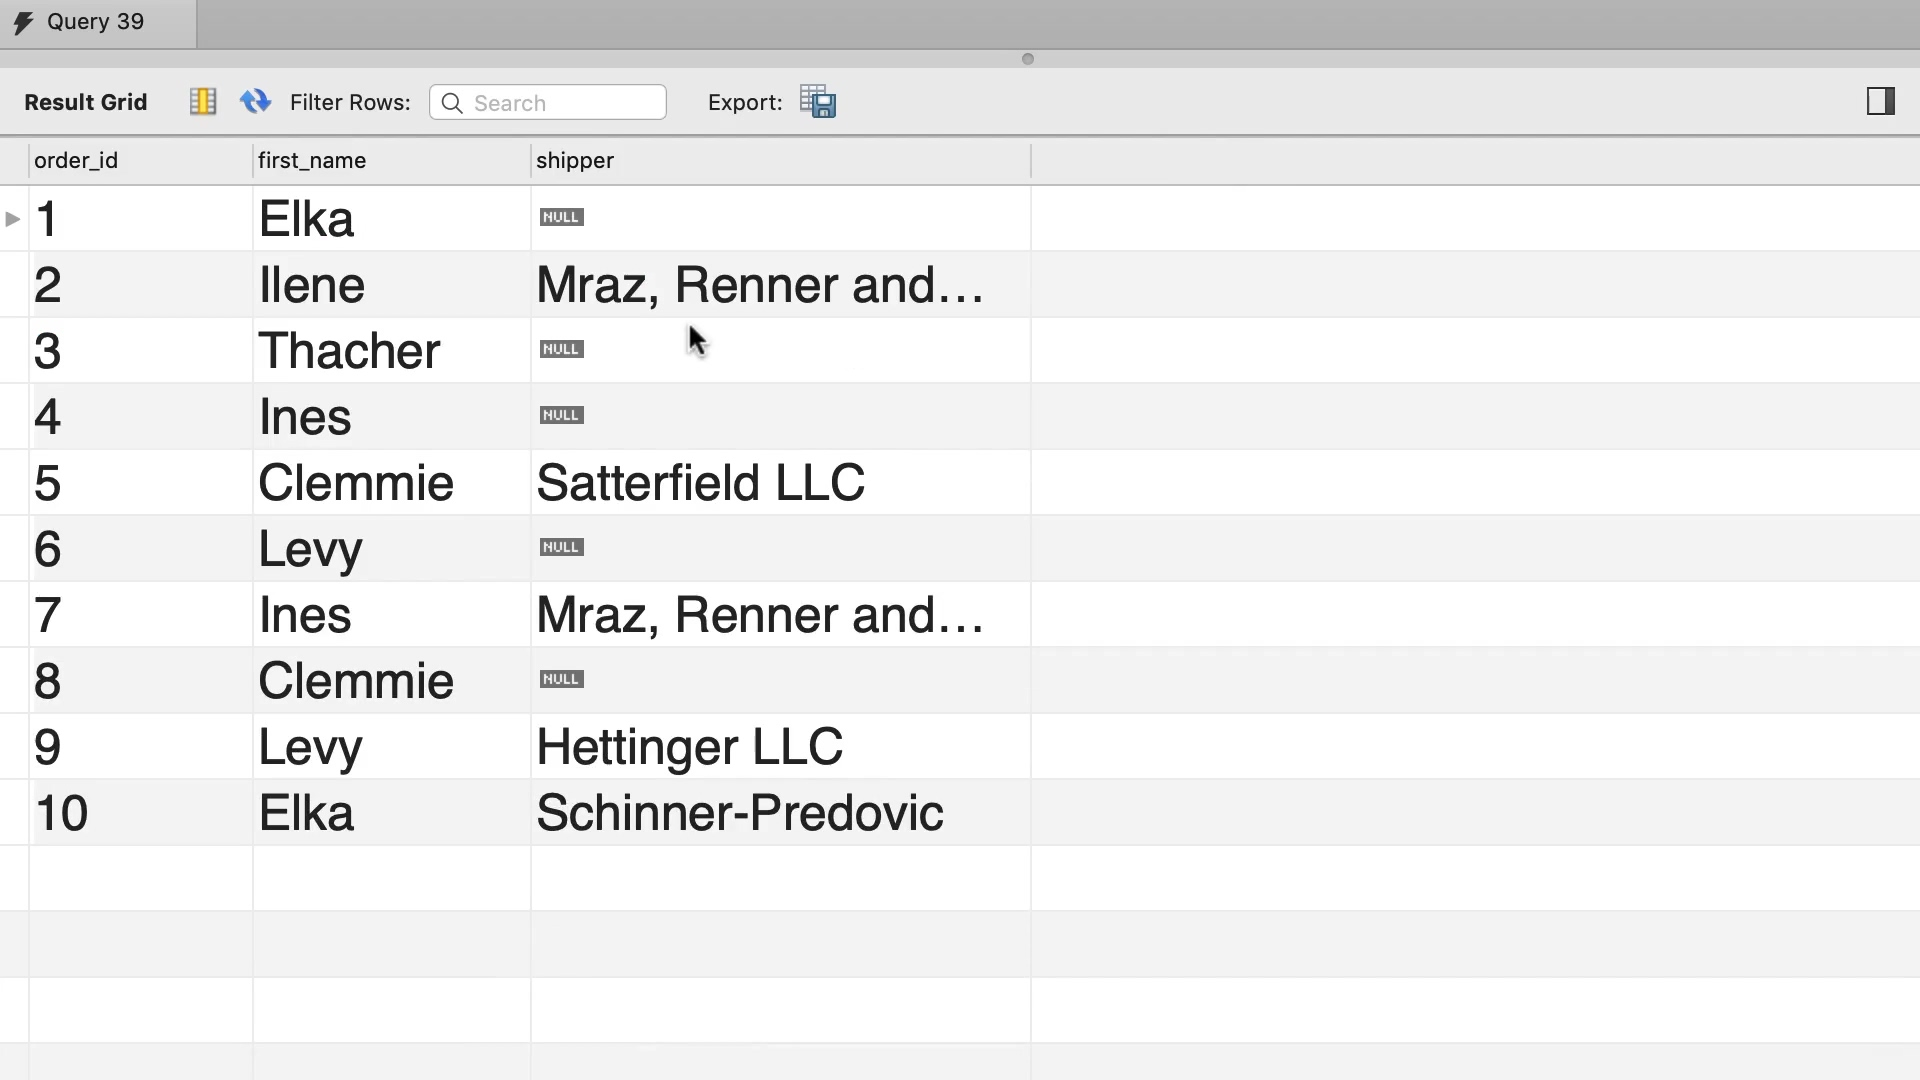 Query 39
Result Grid Filter Rows: Search Export:
order_id first_name shipper
1 Elka NULL
2 Ilene Mraz, Renner and…
3 Thacher NULL
4 Ines NULL
5 Clemmie Satterfield LLC
6 Levy NULL
7 Ines Mraz, Renner and…
8 Clemmie NULL
9 Levy Hettinger LLC
10 Elka Schinner-Predovic